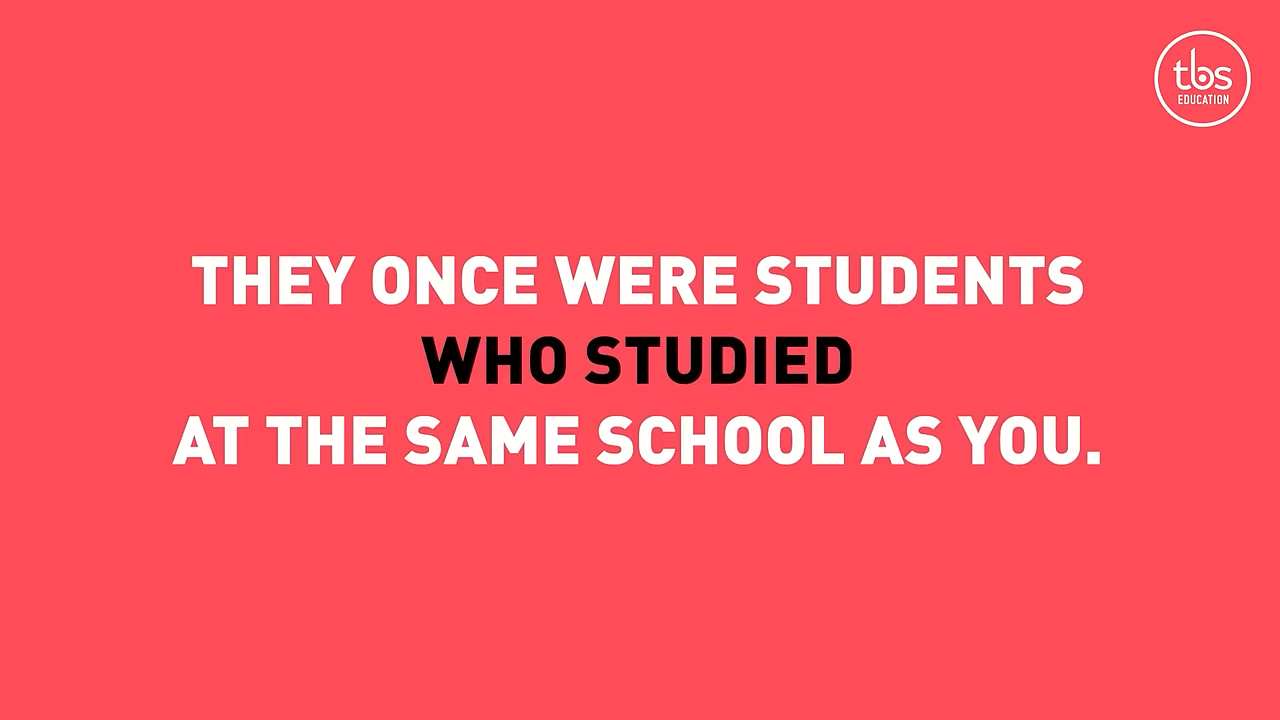 tbs
EDUCATION
THEY ONCE WERE STUDENTS
WHO STUDIED
AT THE SAME SCHOOL AS YOU.